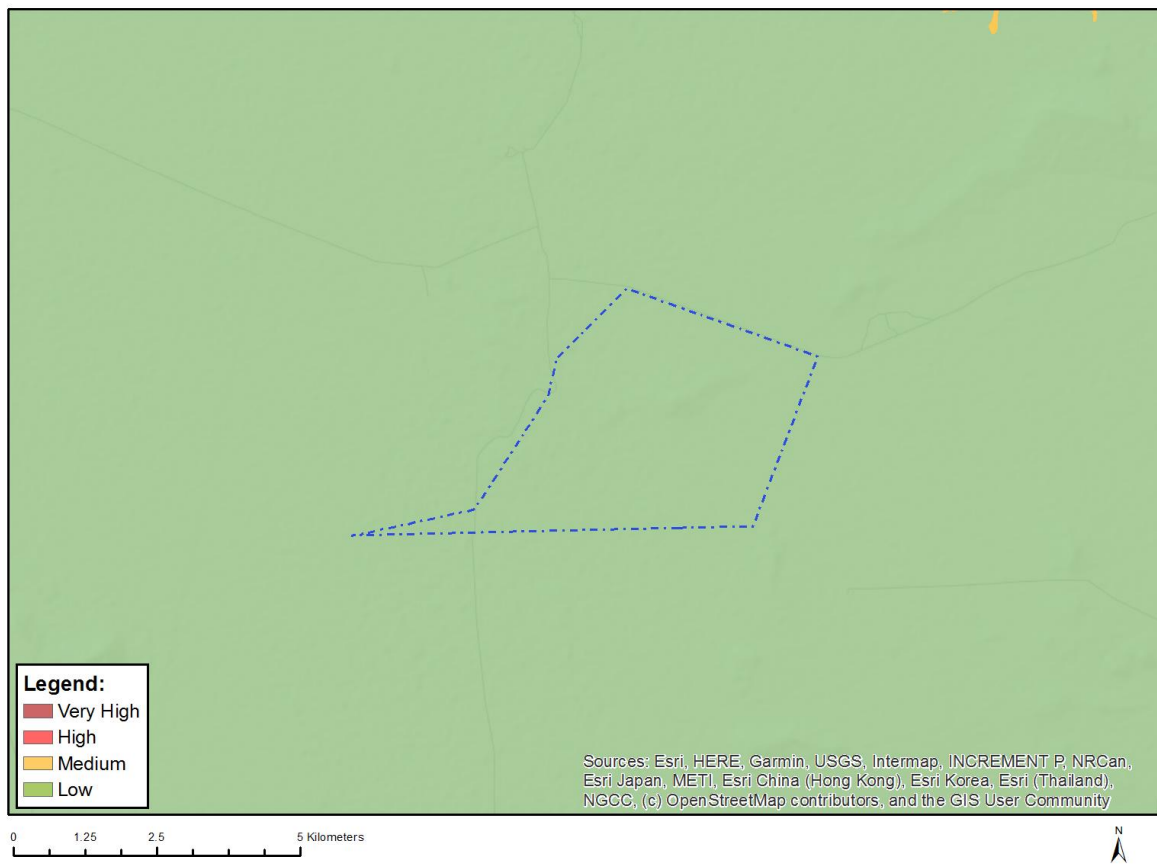 Legend:
Very High
High
Medium
Low
Sources: Esri, HERE, Garmin, USGS, Intermap, INCREMENT P, NRCan,
Esri Japan, METI, Esri China (Hong Kong), Esri Korea, Esri (Thailand),
NGCC, (c) OpenStreetMap contributors, and the GIS User Community
0 1.25 2.5 5 Kilometers
N